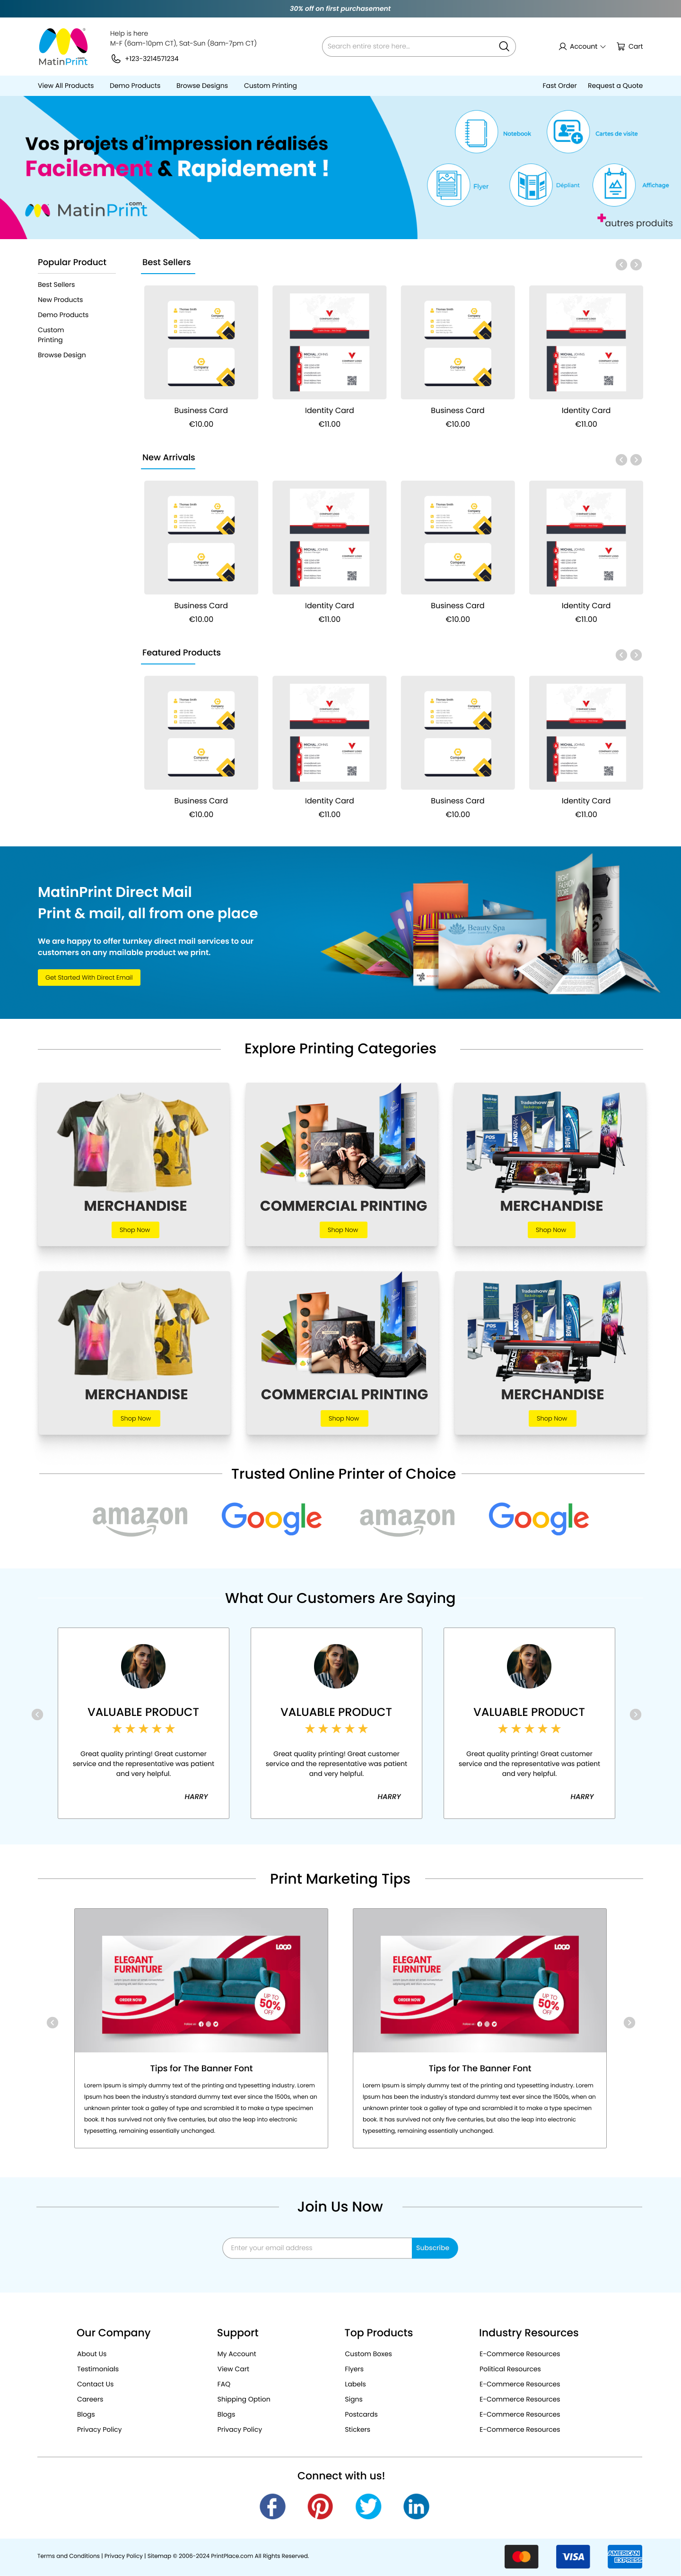 30% off on first purchasement
MatinPrint
.com
Help is here
M-F (6am-10pm CT), Sat-Sun (8am-7pm CT)
+123-3214571234
Search entire store here...
Account
Cart
View All Products
Demo Products
Browse Designs
Custom Printing
Fast Order
Request a Quote
Vos projets d'impression réalisés
Facilement & Rapidement !
MatinPrint
.com
Notebook
Cartes de visite
Flyer
Dépliant
Affichage
+autres produits
Popular Product
Best Sellers
New Products
Demo Products
Custom
Printing
Browse Design
Best Sellers
Business Card
€10.00
Identity Card
€11.00
Business Card
€10.00
Identity Card
€11.00
New Arrivals
Business Card
€10.00
Identity Card
€11.00
Business Card
€10.00
Identity Card
€11.00
Featured Products
Business Card
€10.00
Identity Card
€11.00
Business Card
€10.00
Identity Card
€11.00
MatinPrint Direct Mail
Print & mail, all from one place
We are happy to offer turnkey direct mail services to our
customers on any mailable product we print.
Get Started With Direct Email
Beauty Spa
Explore Printing Categories
MERCHANDISE
Shop Now
COMMERCIAL PRINTING
Shop Now
MERCHANDISE
Shop Now
MERCHANDISE
Shop Now
COMMERCIAL PRINTING
Shop Now
MERCHANDISE
Shop Now
Trusted Online Printer of Choice
amazon
Google
amazon
Google
What Our Customers Are Saying
VALUABLE PRODUCT
Great quality printing! Great customer
service and the representative was patient
and very helpful.
HARRY
VALUABLE PRODUCT
Great quality printing! Great customer
service and the representative was patient
and very helpful.
HARRY
VALUABLE PRODUCT
Great quality printing! Great customer
service and the representative was patient
and very helpful.
HARRY
Print Marketing Tips
ELEGANT
FURNITURE
ORDER NOW
LOGO
UP TO
50%
OFF
Tips for The Banner Font
Lorem Ipsum is simply dummy text of the printing and typesetting industry. Lorem
Ipsum has been the industry's standard dummy text ever since the 1500s, when an
unknown printer took a galley of type and scrambled it to make a type specimen
book. It has survived not only five centuries, but also the leap into electronic
typesetting, remaining essentially unchanged.
ELEGANT
FURNITURE
ORDER NOW
LOGO
UP TO
50%
OFF
Tips for The Banner Font
Lorem Ipsum is simply dummy text of the printing and typesetting industry. Lorem
Ipsum has been the industry's standard dummy text ever since the 1500s, when an
unknown printer took a galley of type and scrambled it to make a type specimen
book. It has survived not only five centuries, but also the leap into electronic
typesetting, remaining essentially unchanged.
Join Us Now
Enter your email address
Subscribe
Our Company
About Us
Testimonials
Contact Us
Careers
Blogs
Privacy Policy
Support
My Account
View Cart
FAQ
Shipping Option
Blogs
Privacy Policy
Top Products
Custom Boxes
Flyers
Labels
Signs
Postcards
Stickers
Industry Resources
E-Commerce Resources
Political Resources
E-Commerce Resources
E-Commerce Resources
E-Commerce Resources
E-Commerce Resources
Connect with us!
Terms and Conditions | Privacy Policy | Sitemap © 2006-2024 PrintPlace.com All Rights Reserved.
VISA
AMERICAN
EXPRESS